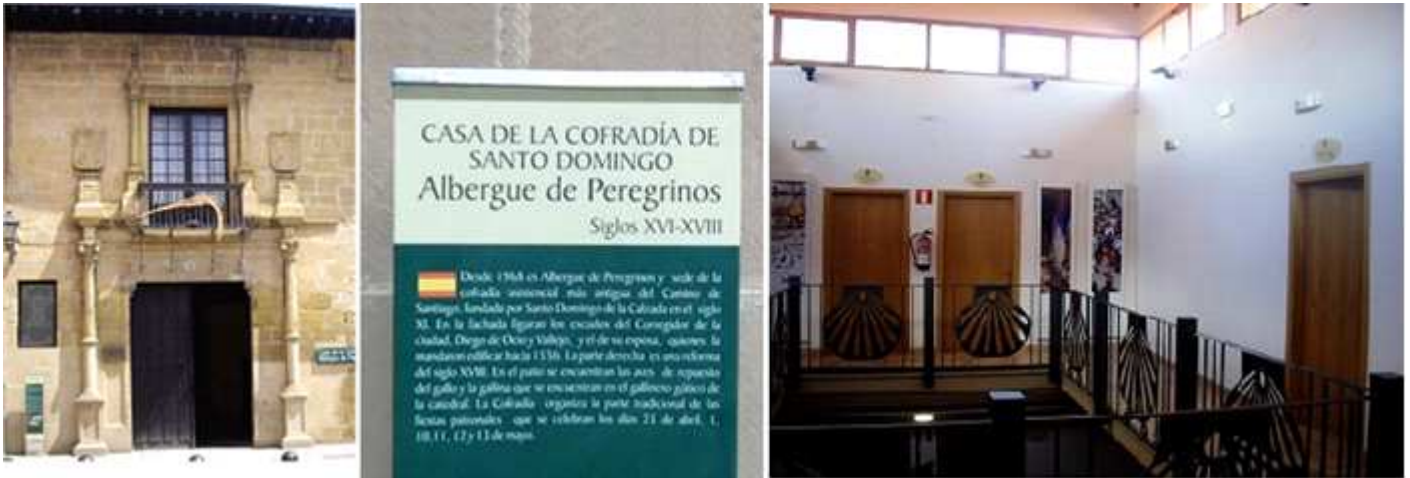 CASA DE LA COFRADÍA DE
SANTO DOMINGO
Albergue de Peregrinos
Siglos XVI-XVIII
Desde 1968 es Albergue de Peregrinos y sede de la
cofradía asistencial más antigua del Camino de
Santiago, fundada por Santo Domingo de la Calzada en el siglo
XI. En la fachada figuran los escudos del Corregidor de la
ciudad, Diego de Ocio y Vallejo, y el de su esposa, quienes la
mandaron edificar hacia 1536. La parte derecha es una reforma
del siglo XVIII. En el patio se encuentran las aves de repuesto
del gallo y la gallina que se encuentran en el gallinero gótico de
la catedral. La Cofradía organiza la parte tradicional de las
fiestas patronales que se celebran los días 25 de abril, 1,
10,11, 12 y 13 de mayo.